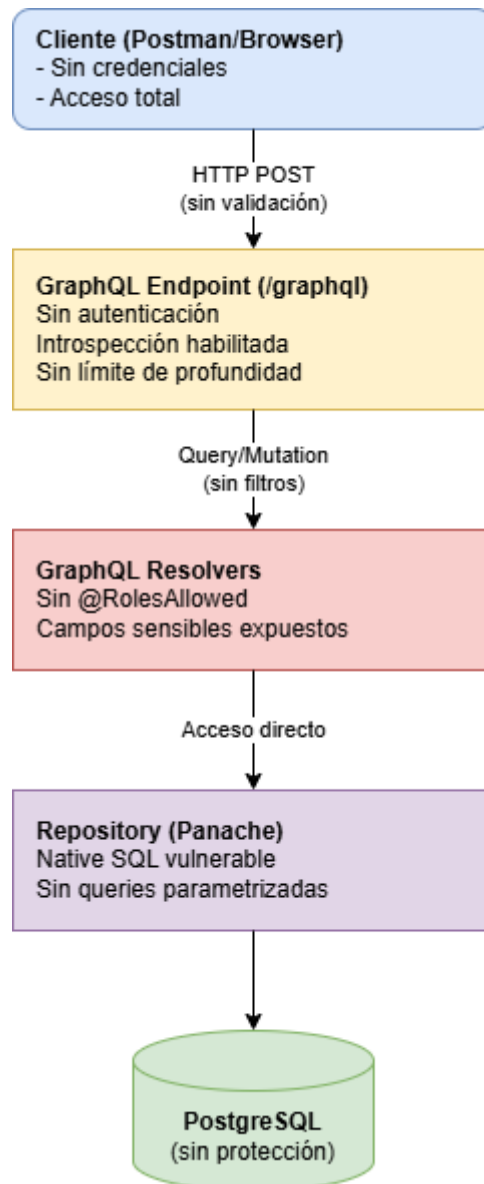 Cliente (Postman/Browser)
- Sin credenciales
- Acceso total
HTTP POST
(sin validación)
GraphQL Endpoint (/graphql)
Sin autenticación
Introspección habilitada
Sin límite de profundidad
Query/Mutation
(sin filtros)
GraphQL Resolvers
Sin @RolesAllowed
Campos sensibles expuestos
Acceso directo
Repository (Panache)
Native SQL vulnerable
Sin queries parametrizadas
PostgreSQL
(sin protección)